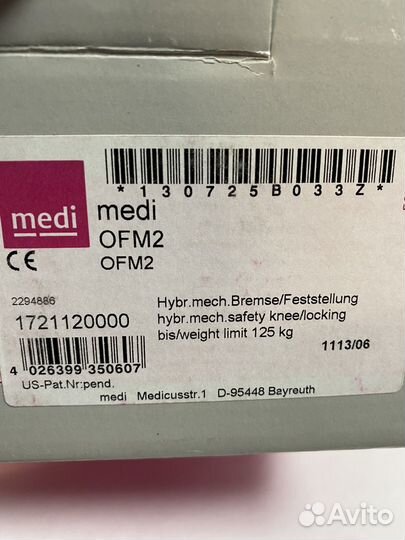 *130725B033Z*
medi
medi
OFM2
CE
OFM2
2294886
1721120000
Hybr.mech.Bremse/Feststellung
hybr.mech.safety knee/locking
bis/weight limit 125 kg
1113/06
4 026399 350607
US-Pat.Nr:pend.
medi Medicusstr.1 D-95448 Bayreuth
Avito